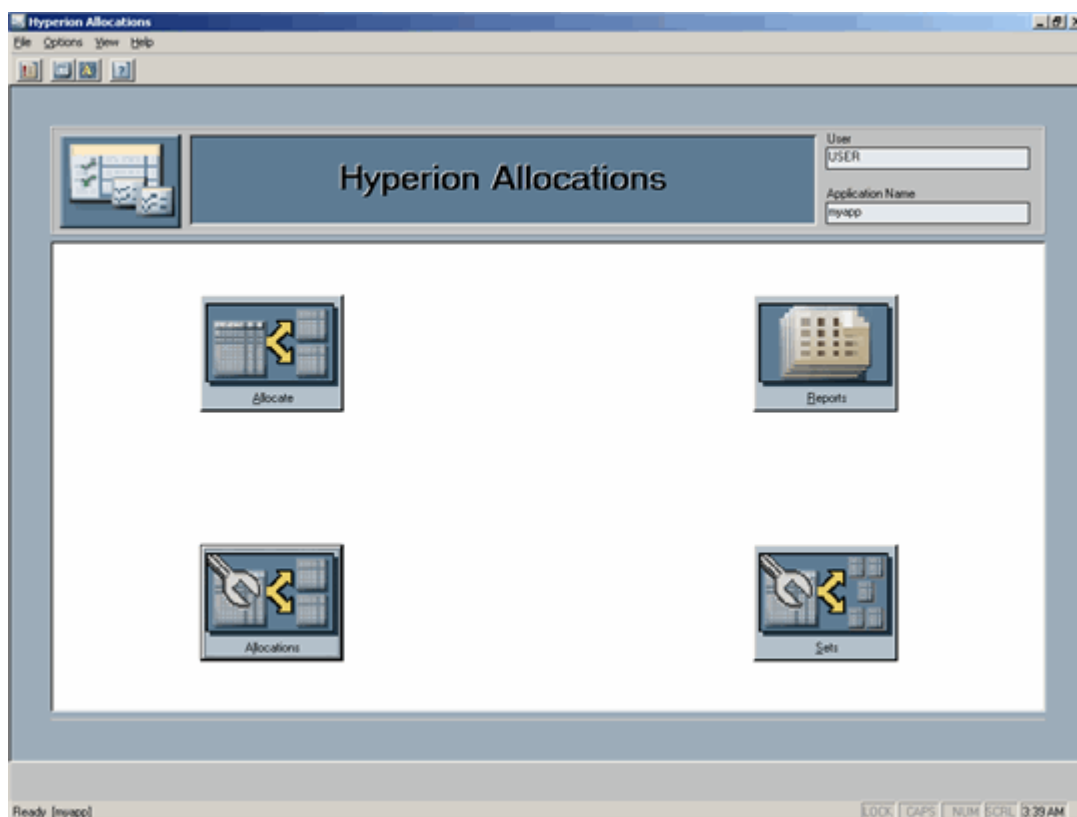 Hyperion Allocations
File Options View Help
Hyperion Allocations
User
USER
Application Name
myapp
Allocate
Reports
Allocations
Sets
Ready [myapp]
LOCK CAPS NUM SCRL 3:39 AM